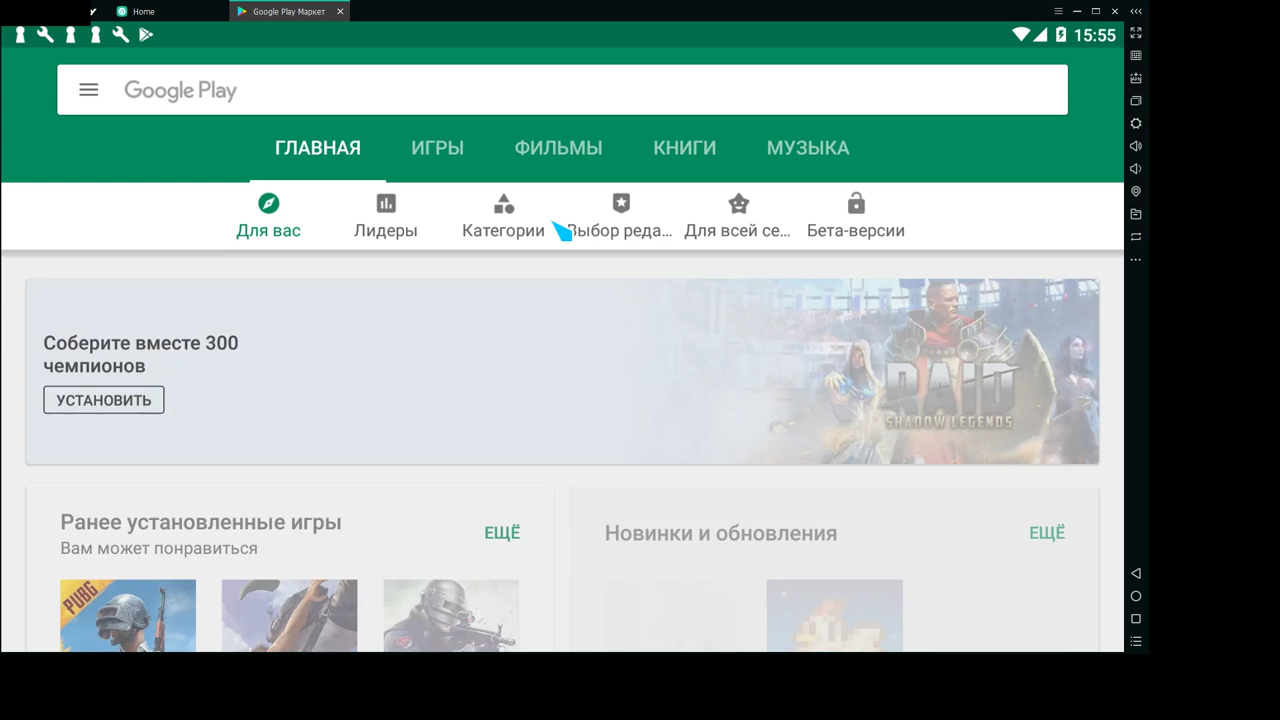 Home
Google Play Маркет
15:55
Google Play
ГЛАВНАЯ ИГРЫ ФИЛЬМЫ КНИГИ МУЗЫКА
Для вас Лидеры Категории Выбор реда... Для всей се... Бета-версии
Соберите вместе 300
чемпионов
УСТАНОВИТЬ
RAID
SHADOW LEGENDS
Ранее установленные игры
ЕЩЁ
Вам может понравиться
Новинки и обновления
ЕЩЁ
PUBG